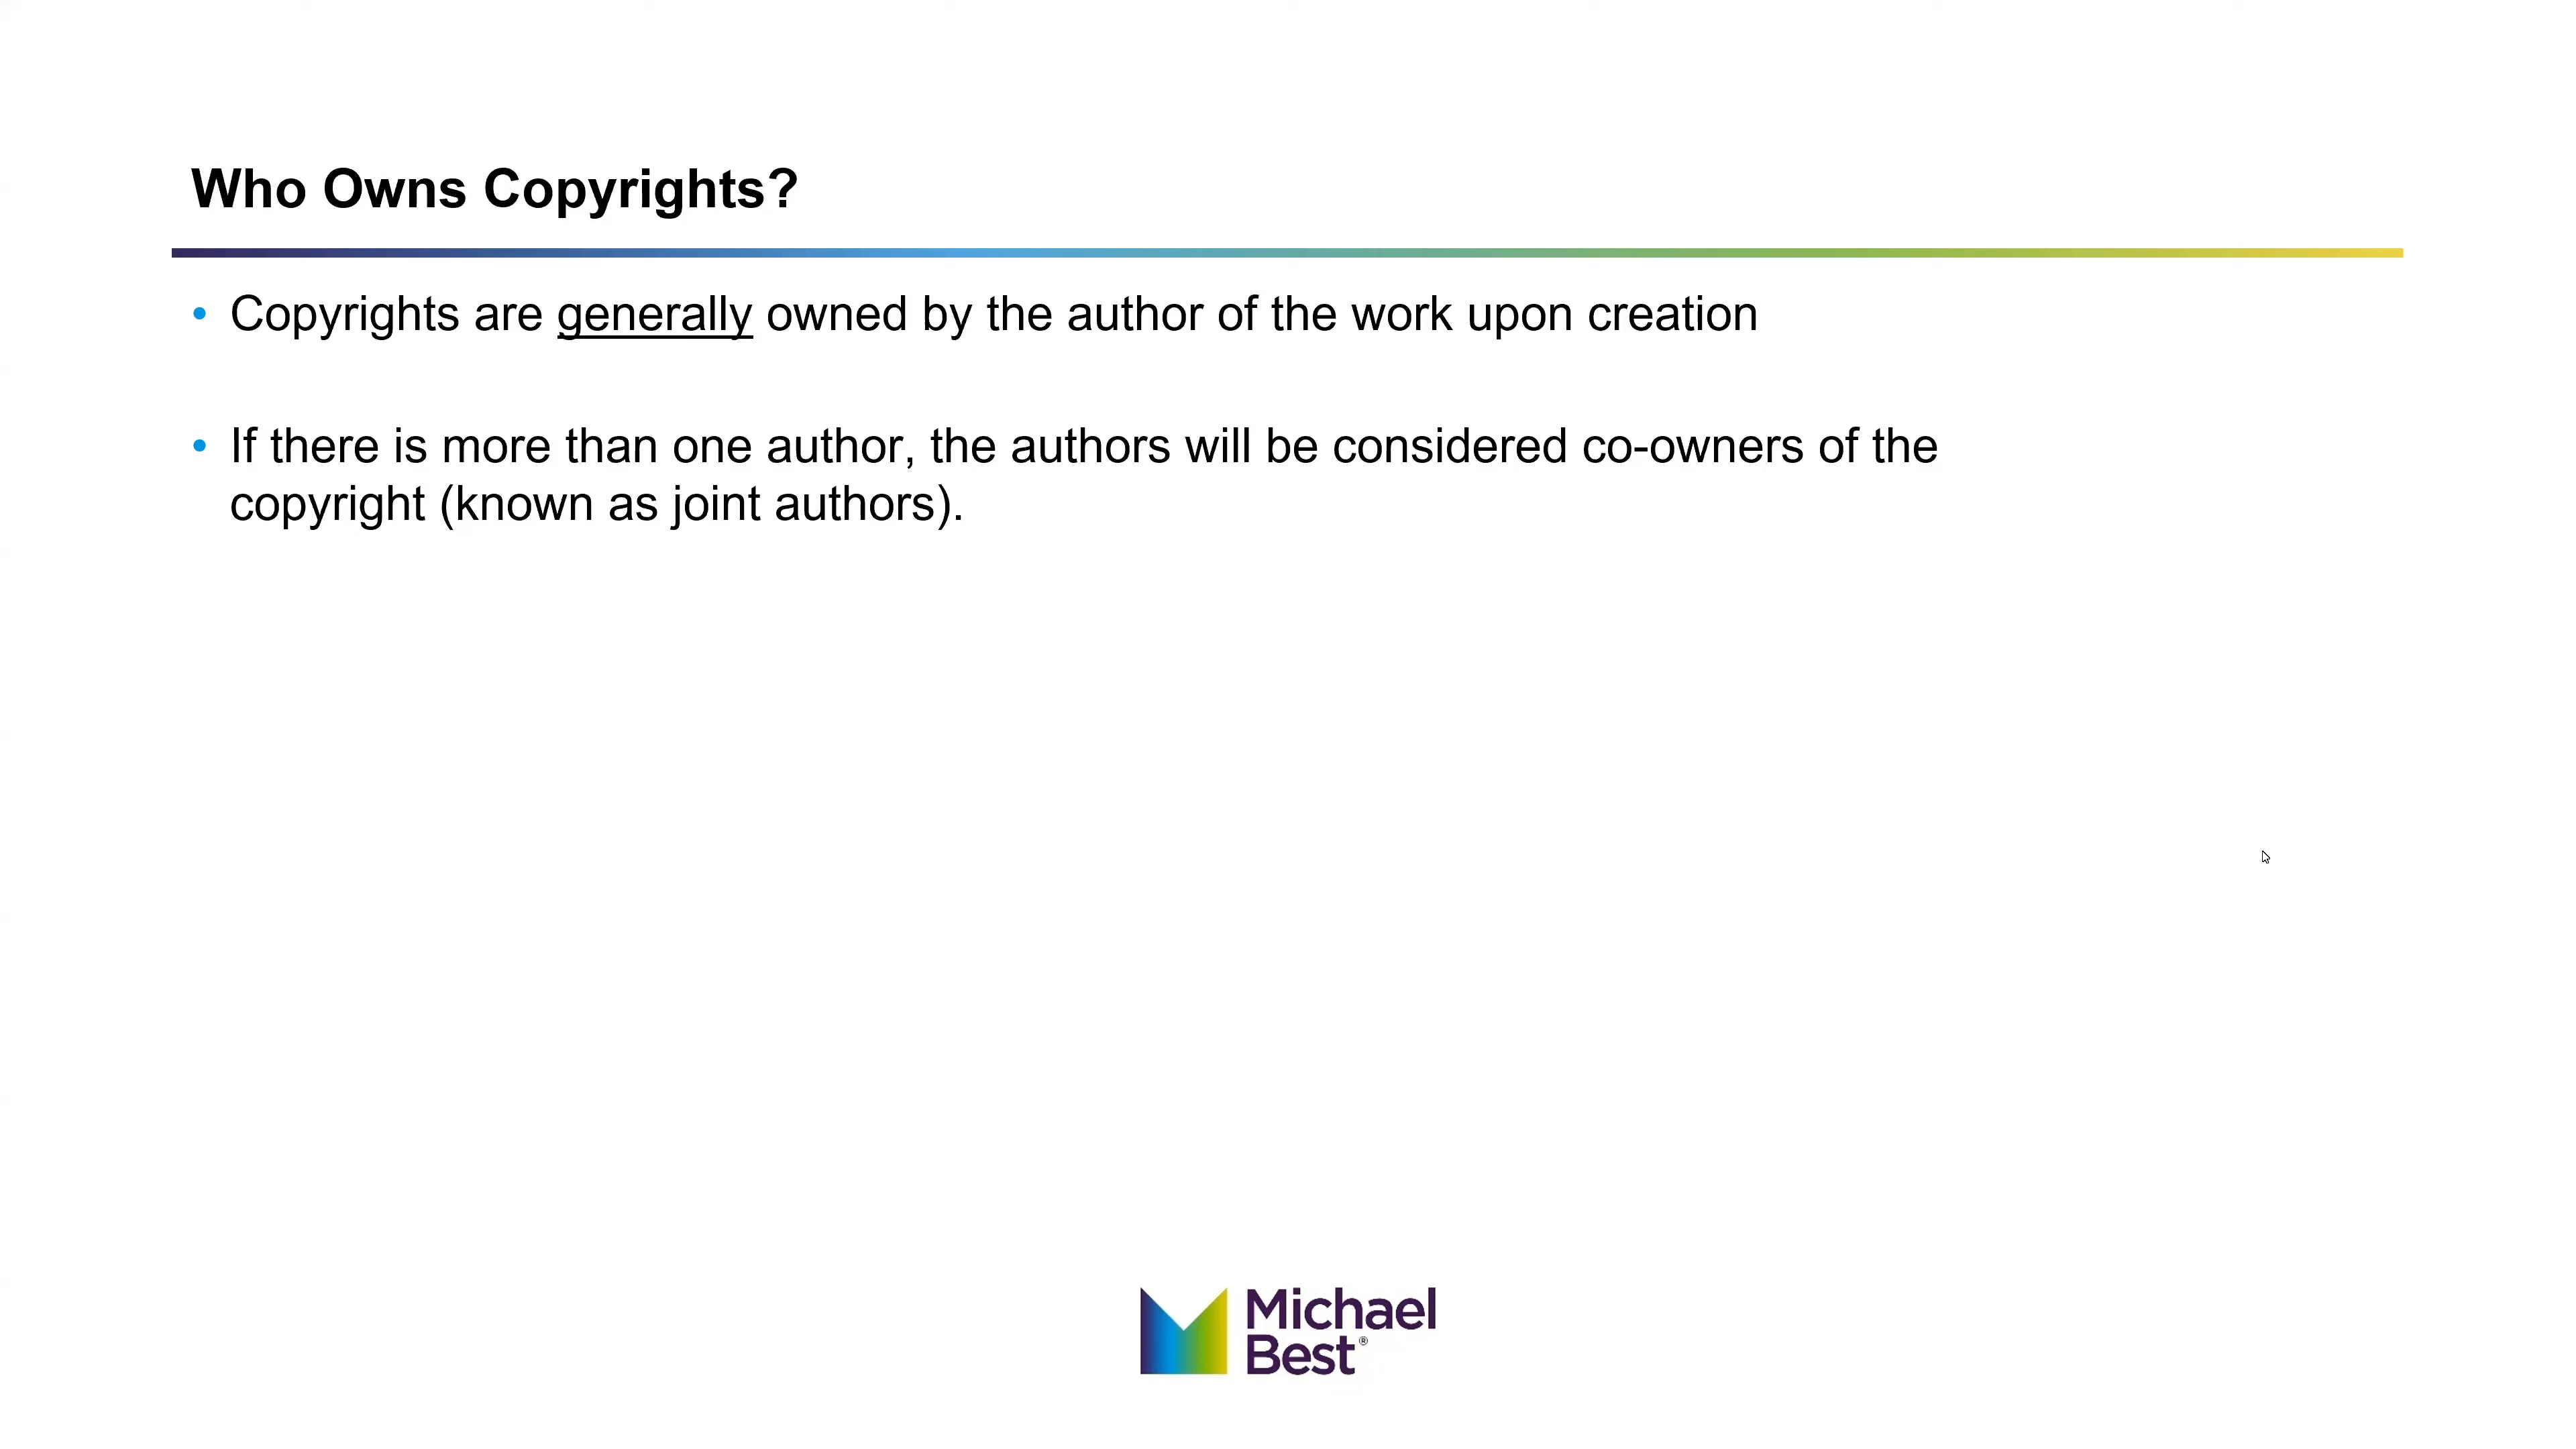 Who Owns Copyrights?
• Copyrights are generally owned by the author of the work upon creation
• If there is more than one author, the authors will be considered co-owners of the
copyright (known as joint authors).
Michael
Best®